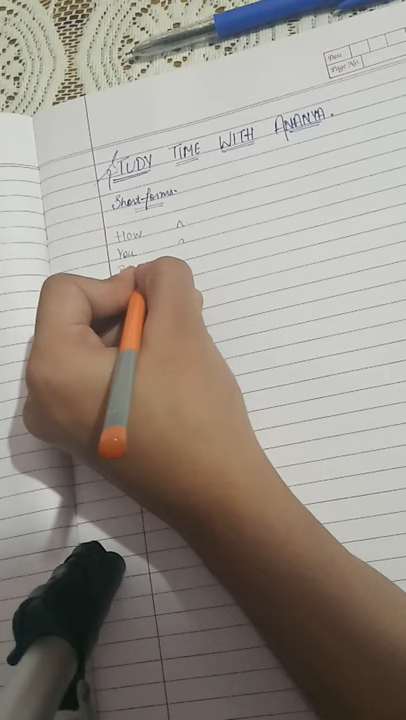 Date
Page No.
STUDY TIME WITH ANANYA.
Short-forms.
How ^
You